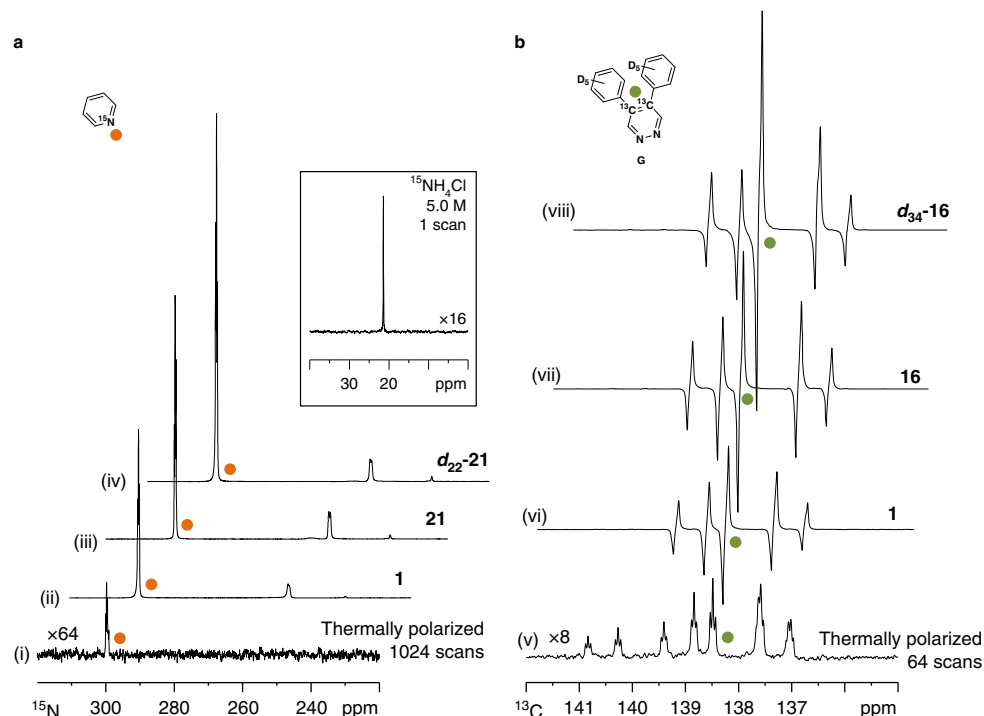 a
15N
15NH4Cl
5.0 M
1 scan
×16
30 20 ppm
(iv) d22-21
(iii) 21
(ii) 1
(i) ×64 Thermally polarized
1024 scans
15N 300 280 260 240 ppm
b
D5 D5
13C 13C
N N
G
(viii) d34-16
(vii) 16
(vi) 1
(v) ×8 Thermally polarized
64 scans
13C 141 140 139 138 137 ppm